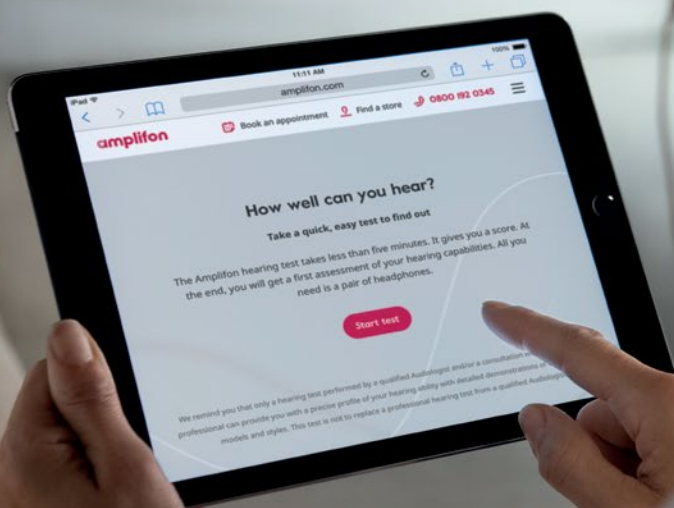 iPad
11:11 AM
100%
amplifon.com
amplifon
Book an appointment
Find a store
0800 192 0345
How well can you hear?
Take a quick, easy test to find out
The Amplifon hearing test takes less than five minutes. It gives you a score. At
the end, you will get a first assessment of your hearing capabilities. All you
need is a pair of headphones.
Start test
We remind you that only a hearing test performed by a qualified Audiologist and/or a consultation
professional can provide you with a precise profile of your hearing ability with detailed demonstrations of
models and styles. This test is not to replace a professional hearing test from a qualified Audiologist